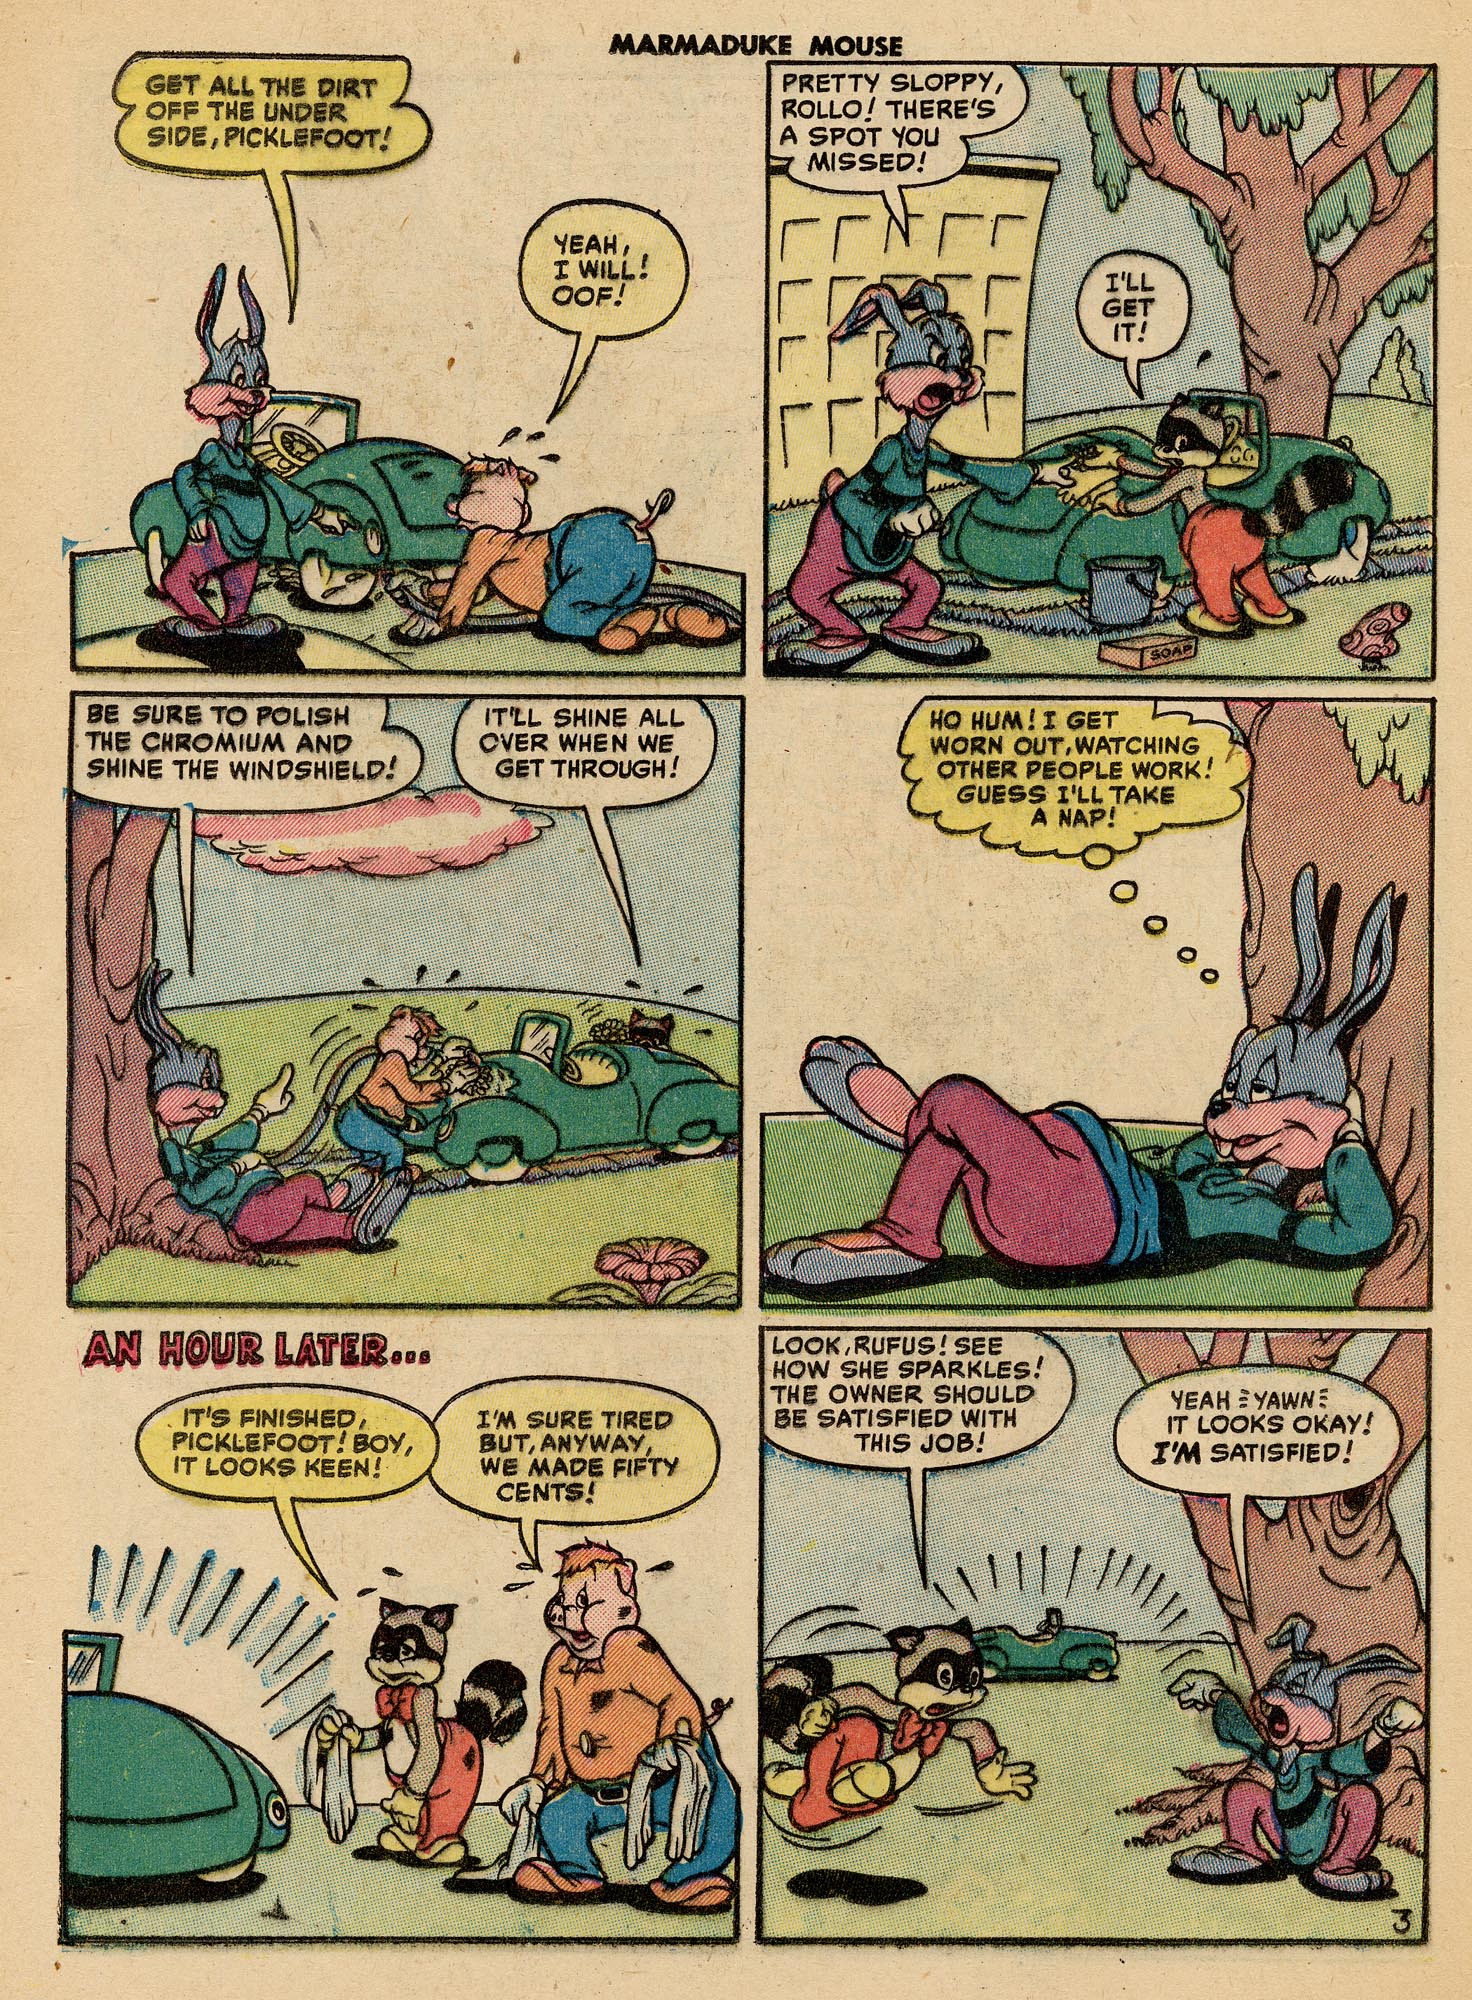 MARMADUKE MOUSE
GET ALL THE DIRT
OFF THE UNDER
SIDE, PICKLEFOOT!
YEAH,
I WILL!
OOF!
PRETTY SLOPPY,
ROLLO! THERE'S
A SPOT YOU
MISSED!
I'LL
GET
IT!
SOAP
BE SURE TO POLISH
THE CHROMIUM AND
SHINE THE WINDSHIELD!
IT'LL SHINE ALL
OVER WHEN WE
GET THROUGH!
HO HUM! I GET
WORN OUT, WATCHING
OTHER PEOPLE WORK!
GUESS I'LL TAKE
A NAP!
AN HOUR LATER...
IT'S FINISHED,
PICKLEFOOT! BOY,
IT LOOKS KEEN!
I'M SURE TIRED
BUT, ANYWAY,
WE MADE FIFTY
CENTS!
LOOK, RUFUS! SEE
HOW SHE SPARKLES!
THE OWNER SHOULD
BE SATISFIED WITH
THIS JOB!
YEAH YAWN
IT LOOKS OKAY!
I'M SATISFIED!
3